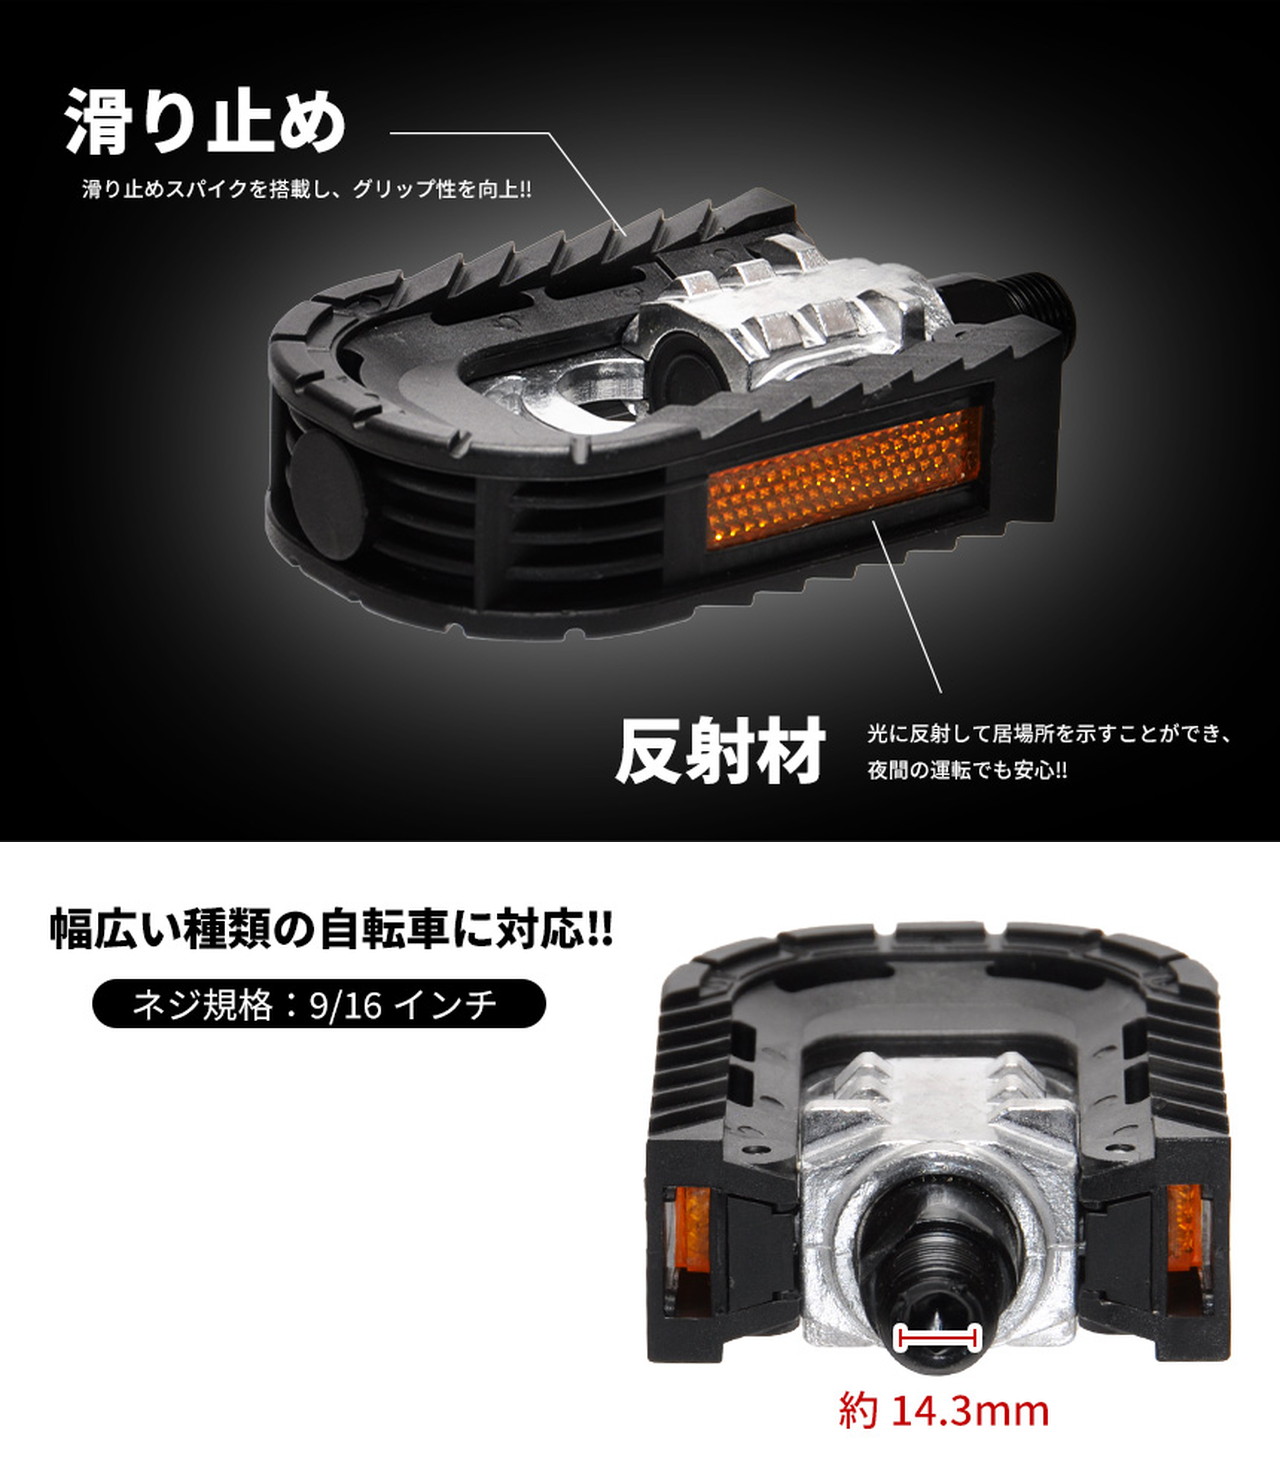 滑り止め
滑り止めスパイクを搭載し、グリップ性を向上!!
反射材
光に反射して居場所を示すことができ、
夜間の運転でも安心!!
幅広い種類の自転車に対応!!
ネジ規格：9/16 インチ
約 14.3mm